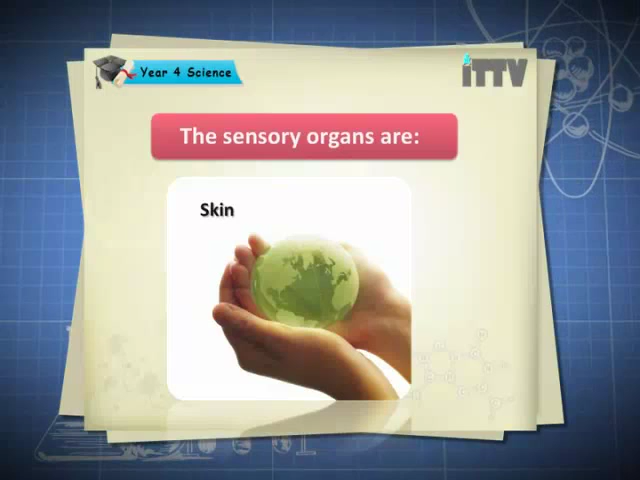 Year 4 Science
iTTV
The sensory organs are:
Skin